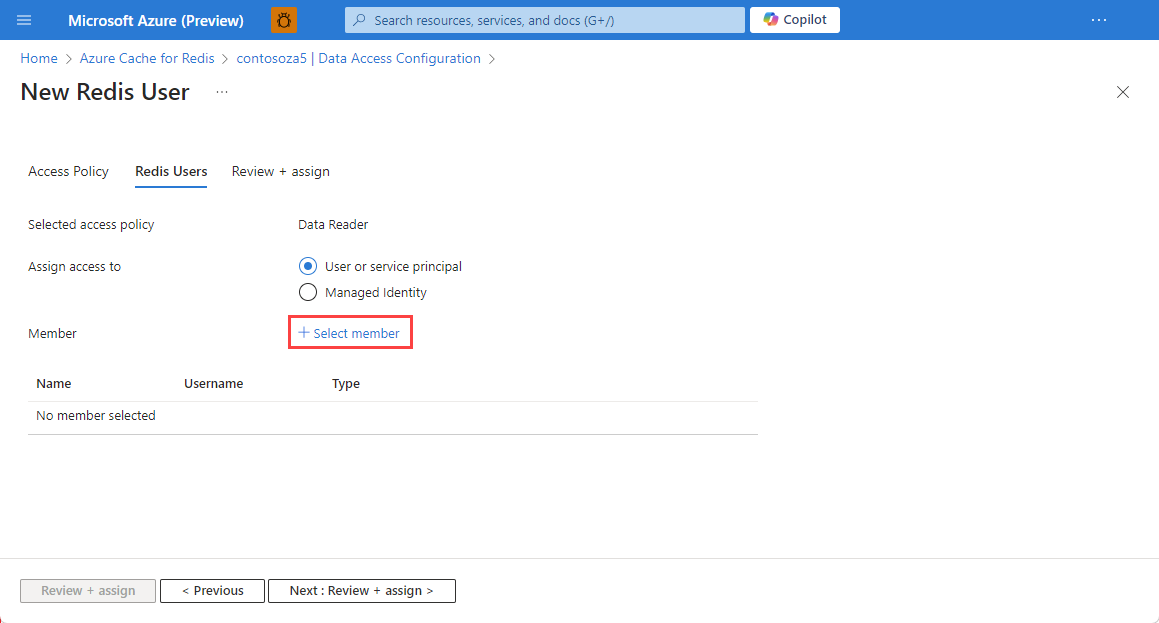 Microsoft Azure (Preview) Search resources, services, and docs (G+/) Copilot ...
Home > Azure Cache for Redis > contosoza5 | Data Access Configuration >
New Redis User ...
Access Policy Redis Users Review + assign
Selected access policy Data Reader
Assign access to User or service principal
Managed Identity
Member + Select member
Name Username Type
No member selected
Review + assign < Previous Next : Review + assign >